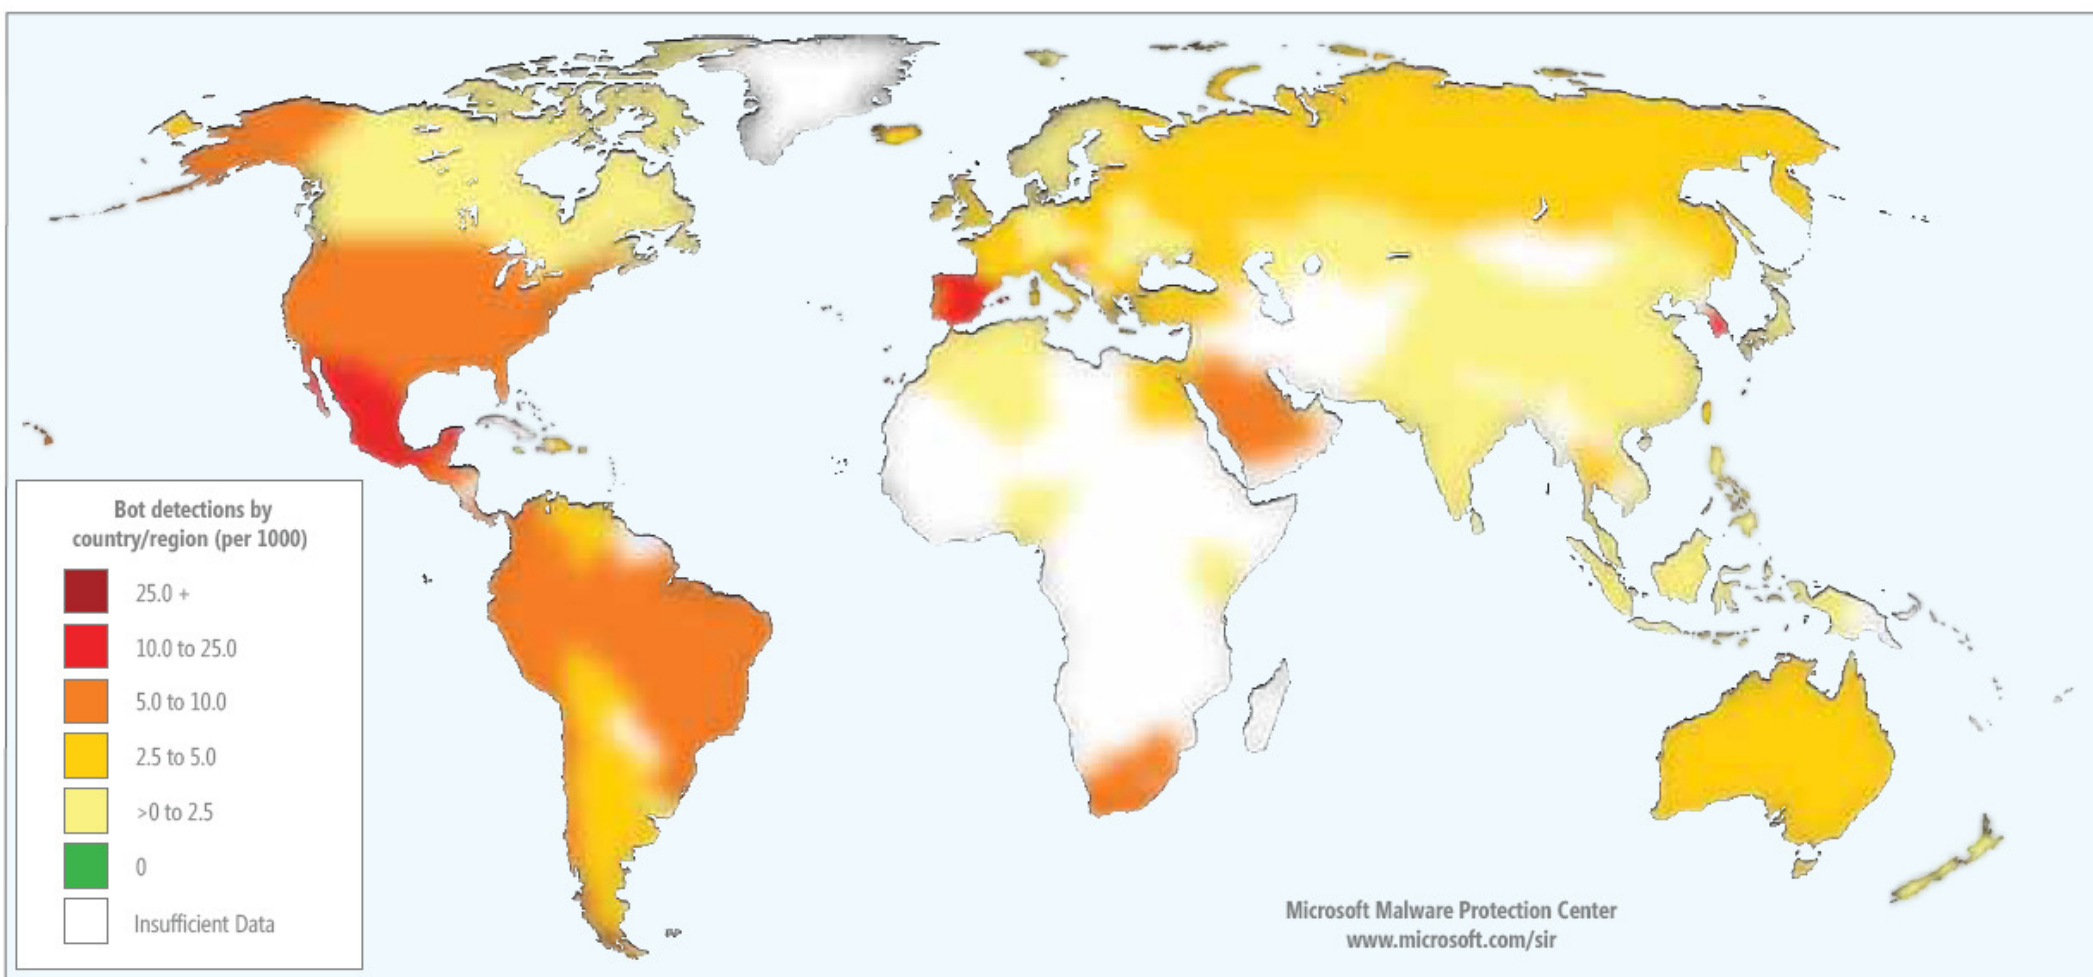 Bot detections by
country/region (per 1000)
25.0 +
10.0 to 25.0
5.0 to 10.0
2.5 to 5.0
>0 to 2.5
0
Insufficient Data
Microsoft Malware Protection Center
www.microsoft.com/sir